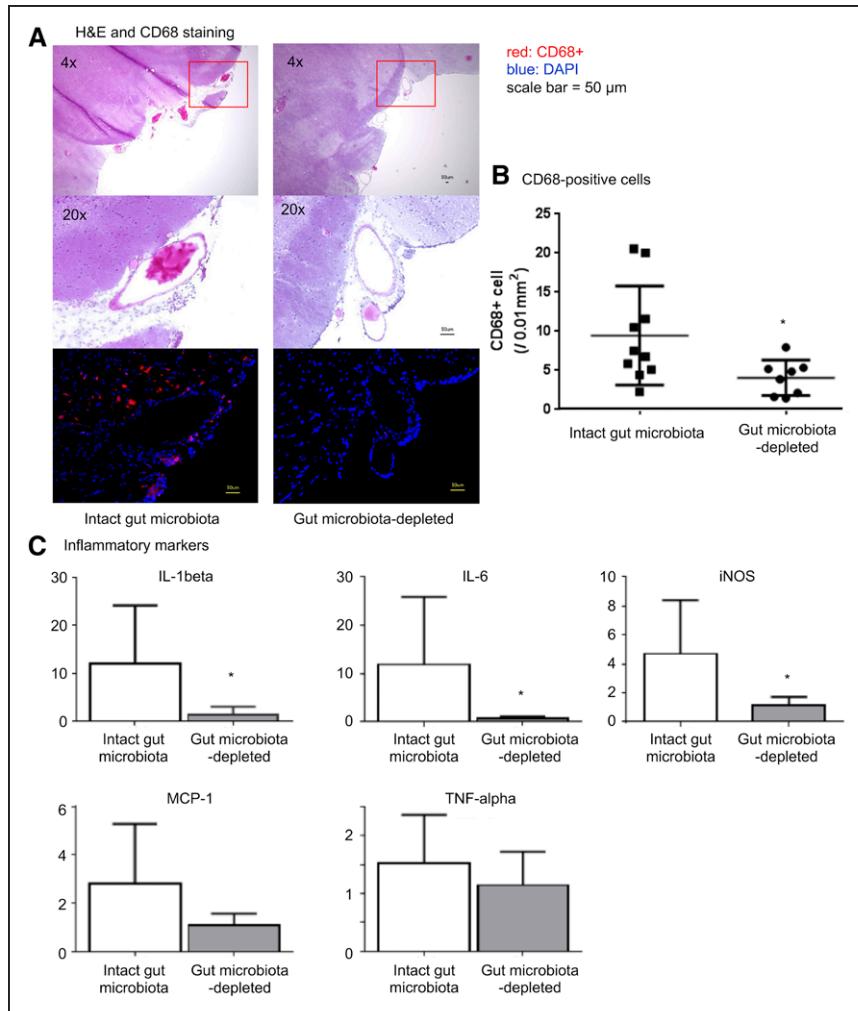 A
H&E and CD68 staining
4x
4x
50μm
20x
20x
50μm
50μm
50μm
Intact gut microbiota
Gut microbiota-depleted
red: CD68+
blue: DAPI
scale bar = 50 μm
B
CD68-positive cells
CD68+ cell
(/ 0.01mm²)
25
20
15
10
5
0
*
Intact gut microbiota
Gut microbiota
-depleted
C
Inflammatory markers
IL-1beta
30
20
10
0
*
Intact gut
microbiota
Gut microbiota
-depleted
IL-6
30
20
10
0
*
Intact gut
microbiota
Gut microbiota
-depleted
iNOS
10
8
6
4
2
0
*
Intact gut
microbiota
Gut microbiota
-depleted
MCP-1
6
4
2
0
Intact gut
microbiota
Gut microbiota
-depleted
TNF-alpha
2
1
0
Intact gut
microbiota
Gut microbiota
-depleted